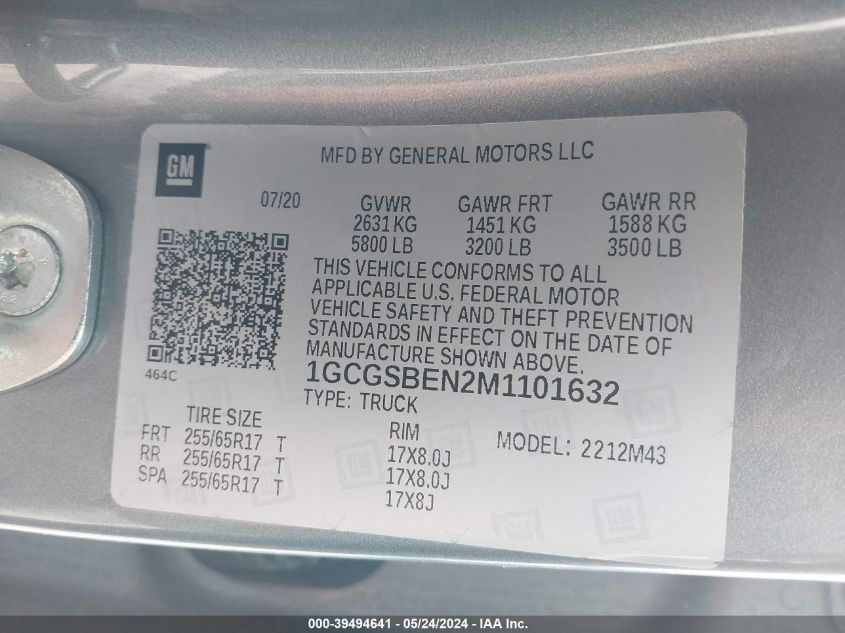 GM
MFD BY GENERAL MOTORS LLC
07/20
GVWR GAWR FRT GAWR RR
2631 KG 1451 KG 1588 KG
5800 LB 3200 LB 3500 LB
THIS VEHICLE CONFORMS TO ALL
APPLICABLE U.S. FEDERAL MOTOR
VEHICLE SAFETY AND THEFT PREVENTION
STANDARDS IN EFFECT ON THE DATE OF
MANUFACTURE SHOWN ABOVE.
464C
1GCGSBEN2M1101632
TYPE: TRUCK
TIRE SIZE RIM MODEL: 2212M43
FRT 255/65R17 T 17X8.0J
RR 255/65R17 T 17X8.0J
SPA 255/65R17 T 17X8J
000-39494641 - 05/24/2024 - IAA Inc.